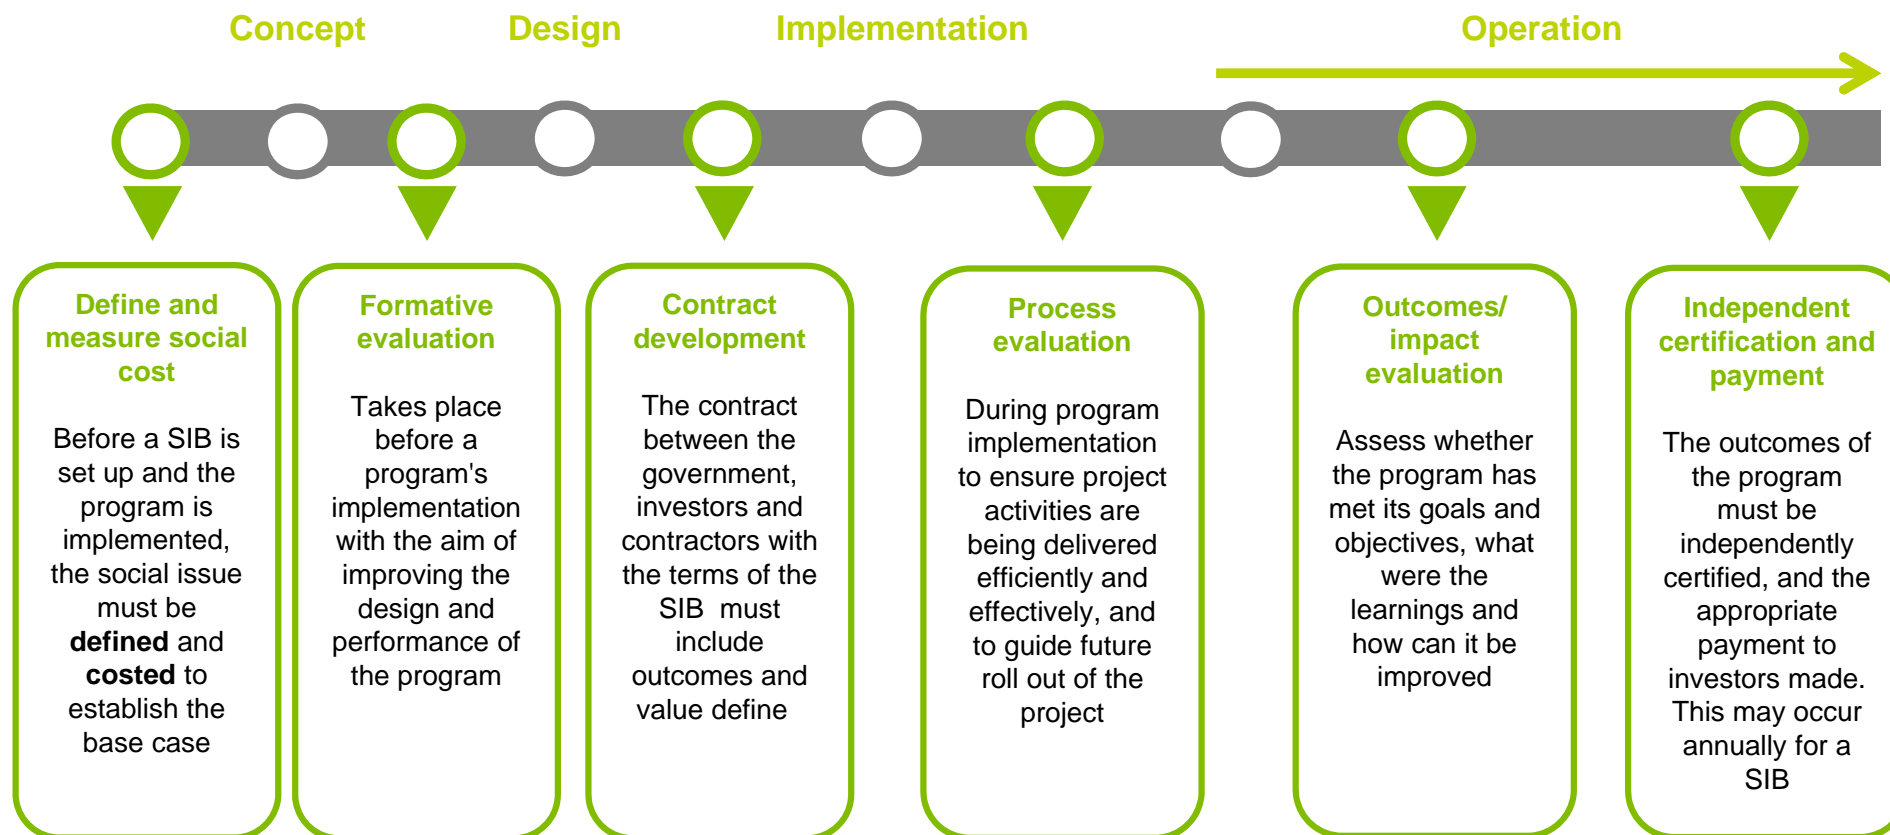 Concept
Design
Implementation
Operation
Define and
measure social
cost
Before a SIB is
set up and the
program is
implemented,
the social issue
must be
defined and
costed to
establish the
base case
Formative
evaluation
Takes place
before a
program's
implementation
with the aim of
improving the
design and
performance of
the program
Contract
development
The contract
between the
government,
investors and
contractors with
the terms of the
SIB  must
include
outcomes and
value define
Process
evaluation
During program
implementation
to ensure project
activities are
being delivered
efficiently and
effectively, and
to guide future
roll out of the
project
Outcomes/
impact
evaluation
Assess whether
the program has
met its goals and
objectives, what
were the
learnings and
how can it be
improved
Independent
certification and
payment
The outcomes of
the program
must be
independently
certified, and the
appropriate
payment to
investors made.
This may occur
annually for a
SIB